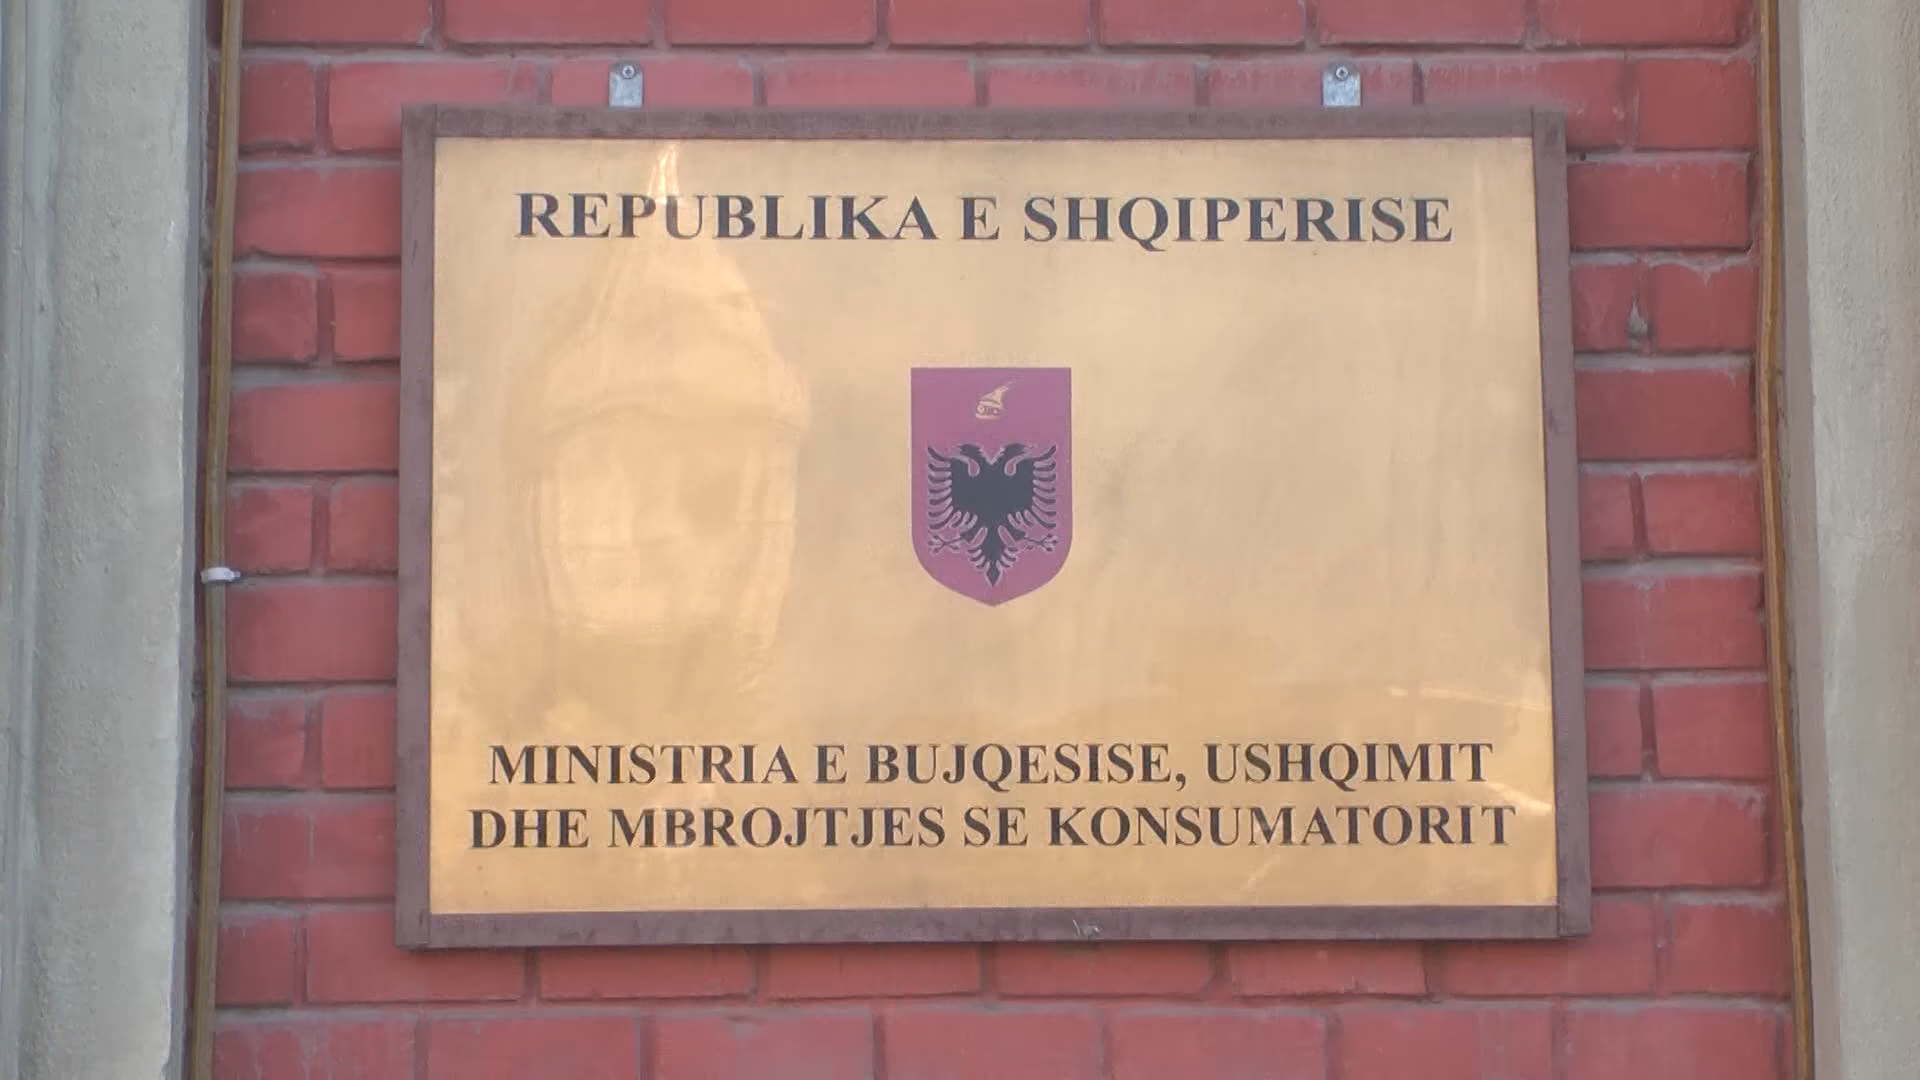 REPUBLIKA E SHQIPERISE
MINISTRIA E BUJQESISE, USHQIMIT
DHE MBROJTJES SE KONSUMATORIT